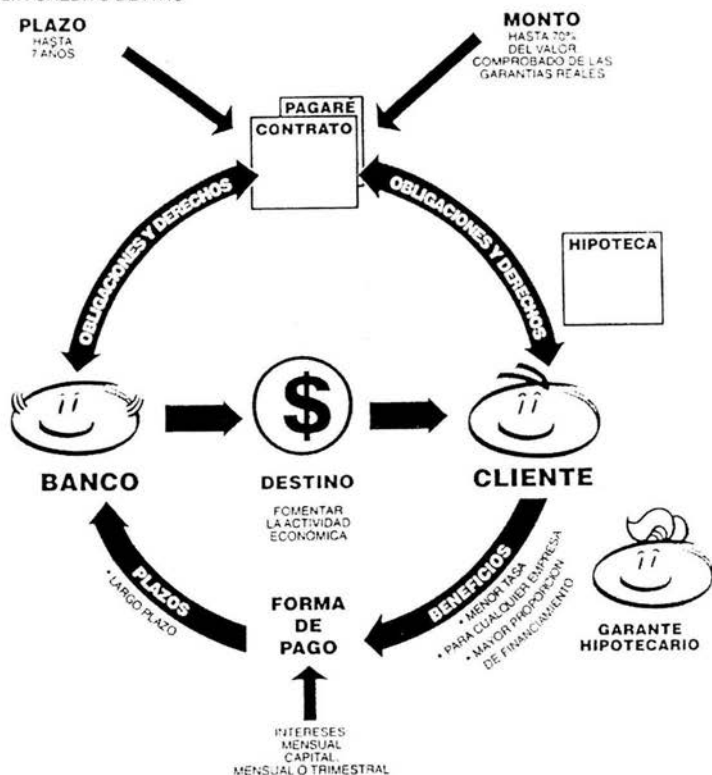 PLAZO
HASTA
7 AÑOS
MONTO
HASTA 70%
DEL VALOR
COMPROBADO DE LAS
GARANTIAS REALES
PAGARÉ
CONTRATO
OBLIGACIONES Y DERECHOS
OBLIGACIONES Y DERECHOS
HIPOTECA
$
BANCO
DESTINO
FOMENTAR
LA ACTIVIDAD
ECONÓMICA
CLIENTE
PLAZOS
• LARGO PLAZO
FORMA
DE
PAGO
BENEFICIOS
• MENOR TASA
• PARA CUALQUIER EMPRESA
• MAYOR PROPORCION
DE FINANCIAMIENTO
GARANTE
HIPOTECARIO
INTERESES
MENSUAL
CAPITAL,
MENSUAL O TRIMESTRAL